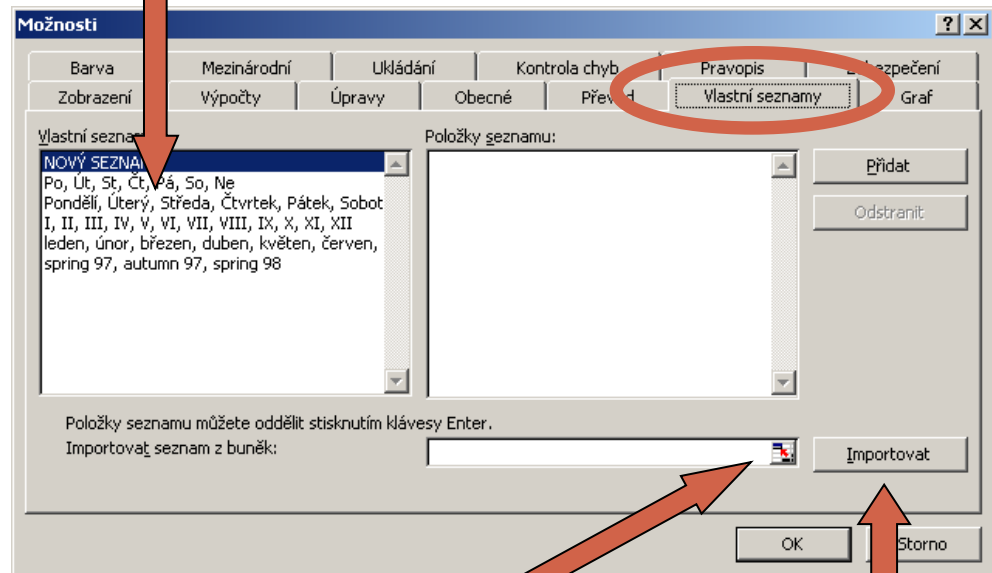 Možnosti
Barva Mezinárodní Ukládání Kontrola chyb Pravopis
Zobrazení Výpočty Úpravy Obecné Vlastní seznamy Graf
Vlastní Položky seznamu:
NOVÝ
Po, Út, St, Čt, Pá, So, Ne
Pondělí, Úterý, Středa, Čtvrtek, Pátek, Sobot
I, II, III, IV, V, VI, VII, VIII, IX, X, XI, XII
leden, únor, březen, duben, květen, červen,
spring 97, autumn 97, spring 98
Přidat
Odstranit
Položky seznamu můžete oddělit stisknutím klávesy Enter.
Importovat seznam z buněk:
Importovat
OK Storno